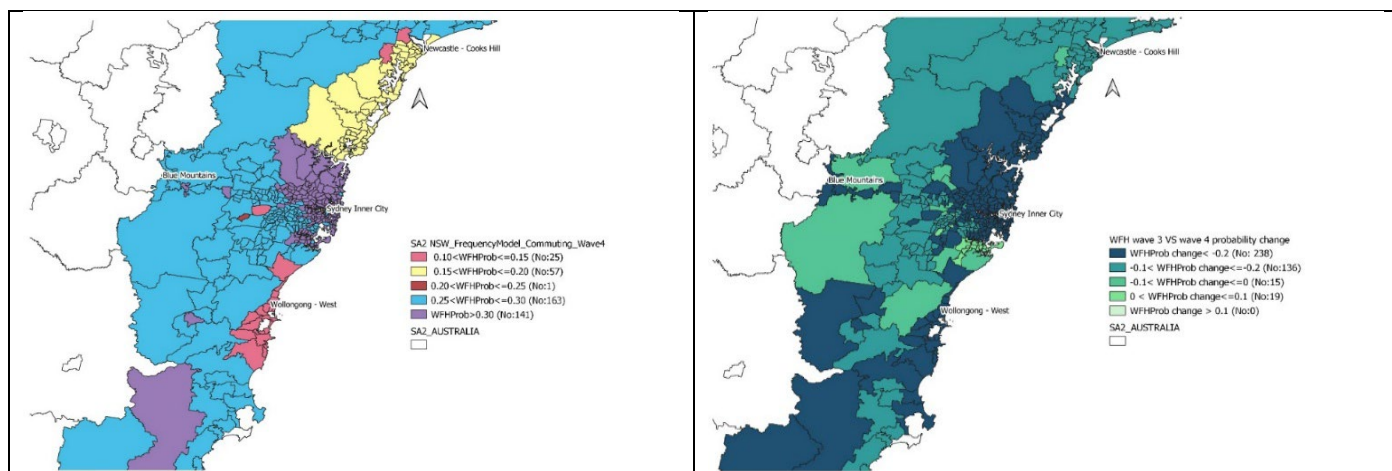 Newcastle - Cooks Hill
Blue Mountains
Sydney Inner City
Wollongong - West
SA2 NSW_FrequencyModel_Commuting_Wave4
0.10<WFHProb<=0.15 (No:25)
0.15<WFHProb<=0.20 (No:57)
0.20<WFHProb<=0.25 (No:1)
0.25<WFHProb<=0.30 (No:163)
WFHProb>0.30 (No:141)
SA2_AUSTRALIA
Newcastle - Cooks Hill
Blue Mountains
Sydney Inner City
Wollongong - West
WFH wave 3 VS wave 4 probability change
WFHProb change< -0.2 (No: 238)
-0.1< WFHProb change<=-0.2 (No:136)
-0.1< WFHProb change<=0 (No:15)
0 < WFHProb change<=0.1 (No:19)
WFHProb change > 0.1 (No:0)
SA2_AUSTRALIA